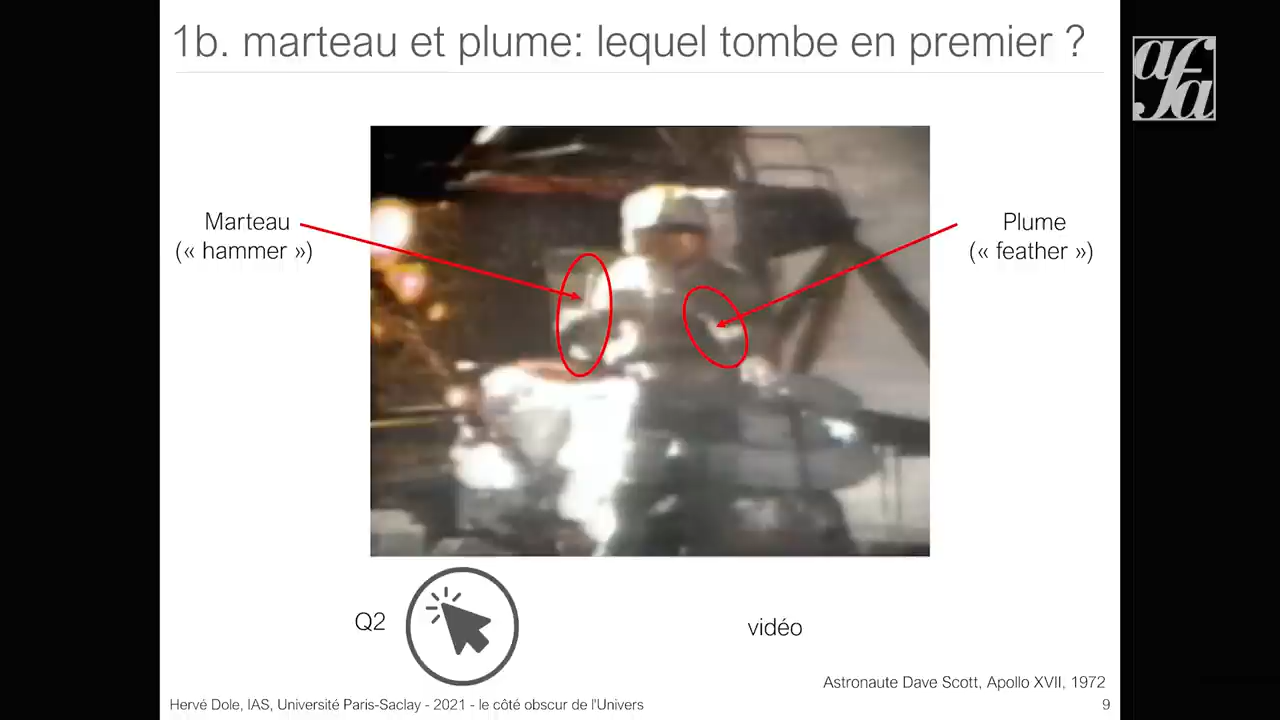 1b. marteau et plume: lequel tombe en premier ?
afa
Marteau
(« hammer »)
Plume
(« feather »)
Q2
vidéo
Astronaute Dave Scott, Apollo XVII, 1972
Hervé Dole, IAS, Université Paris-Saclay - 2021 - le côté obscur de l'Univers
9